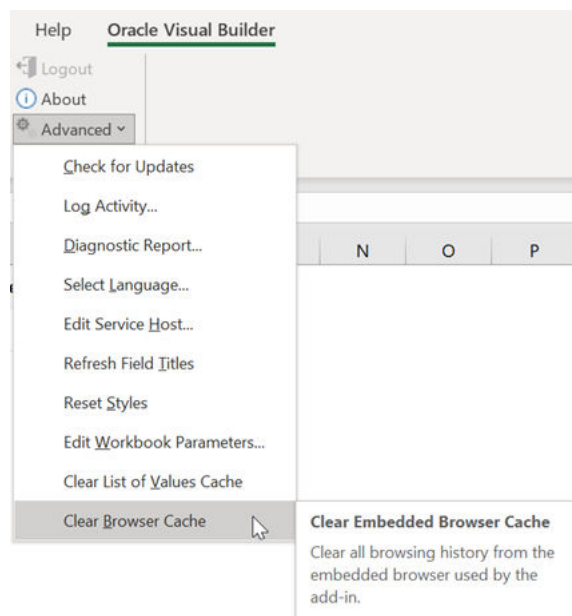 Help Oracle Visual Builder
Logout
About
Advanced
Check for Updates
Log Activity...
Diagnostic Report...
N O P
Select Language...
Edit Service Host...
Refresh Field Titles
Reset Styles
Edit Workbook Parameters...
Clear List of Values Cache
Clear Browser Cache
Clear Embedded Browser Cache
Clear all browsing history from the
embedded browser used by the
add-in.